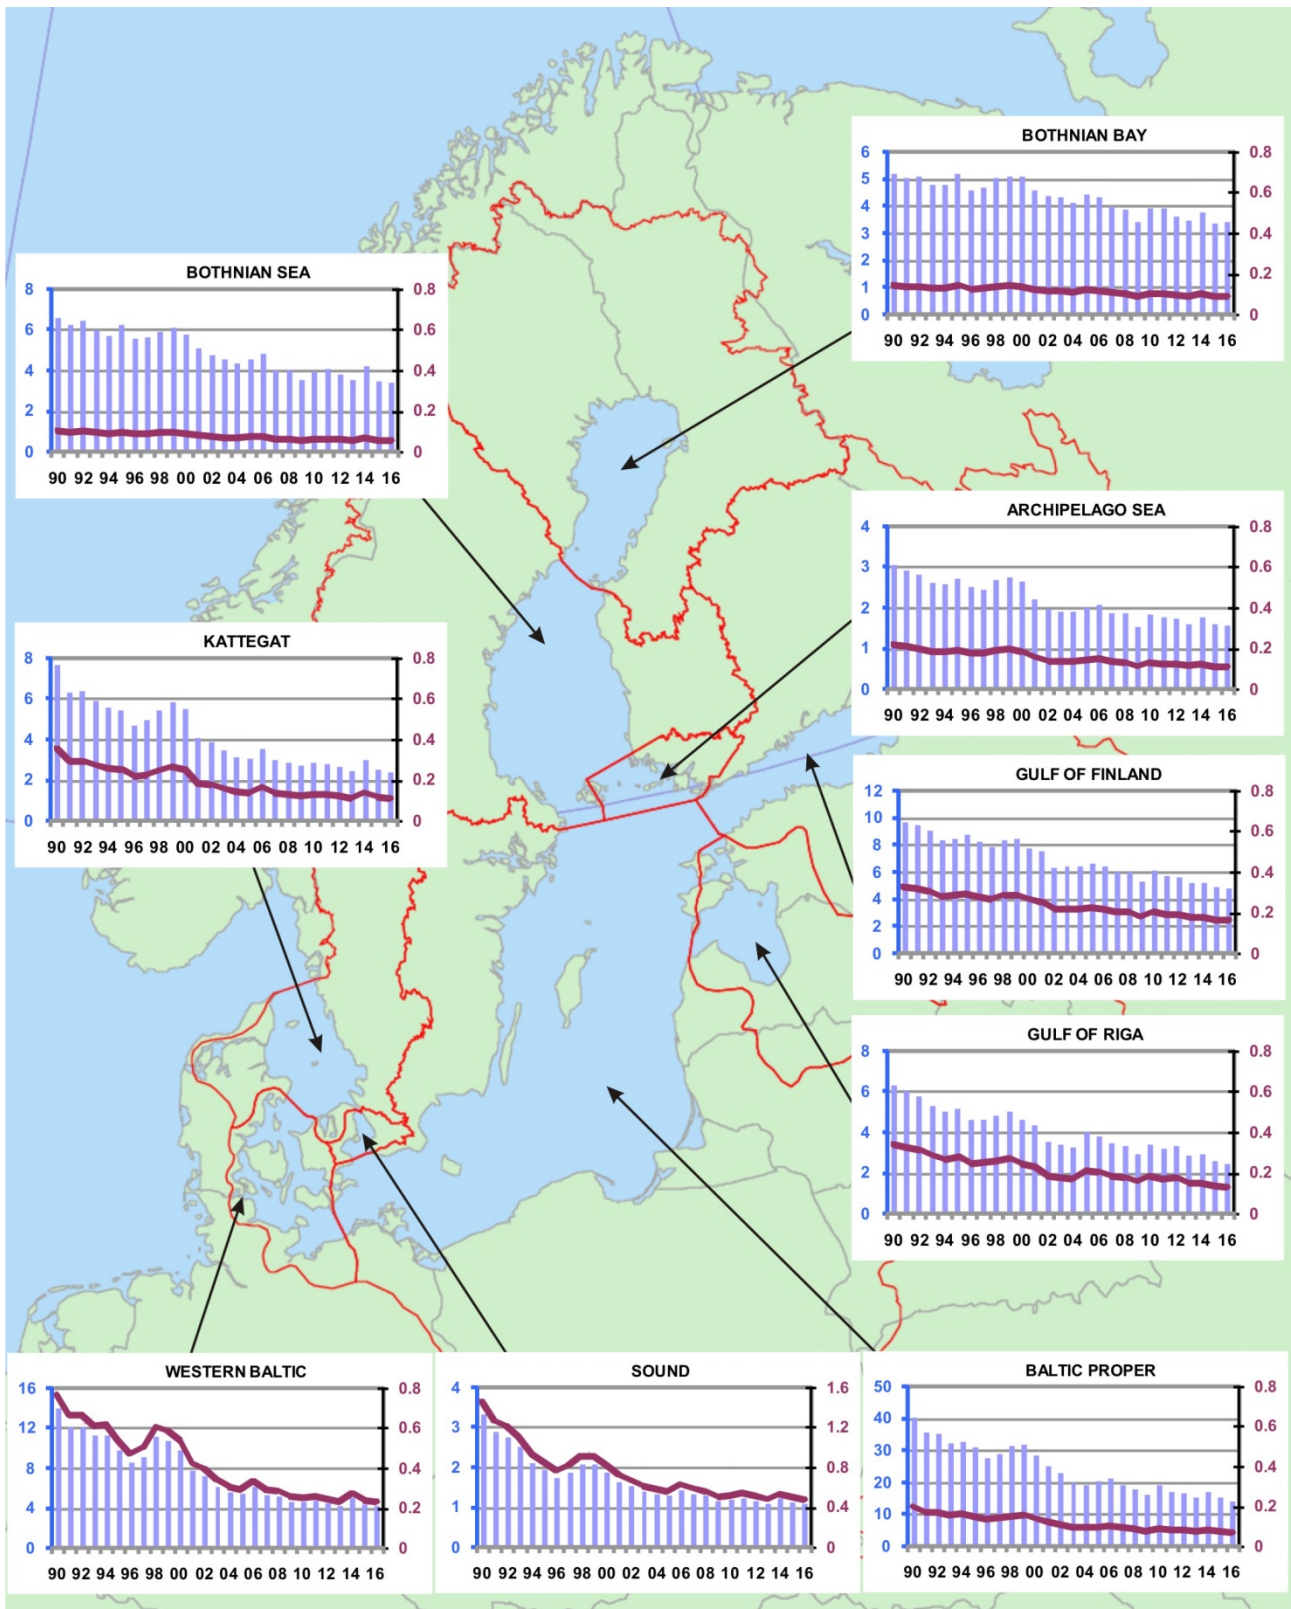 BOTHNIAN BAY
6 5 4 3 2 1 0
0.8 0.6 0.4 0.2 0
90 92 94 96 98 00 02 04 06 08 10 12 14 16
BOTHNIAN SEA
8 6 4 2 0
0.8 0.6 0.4 0.2 0
90 92 94 96 98 00 02 04 06 08 10 12 14 16
ARCHIPELAGO SEA
4 3 2 1 0
0.8 0.6 0.4 0.2 0
90 92 94 96 98 00 02 04 06 08 10 12 14 16
KATTEGAT
8 6 4 2 0
0.8 0.6 0.4 0.2 0
90 92 94 96 98 00 02 04 06 08 10 12 14 16
GULF OF FINLAND
12 10 8 6 4 2 0
0.8 0.6 0.4 0.2 0
90 92 94 96 98 00 02 04 06 08 10 12 14 16
GULF OF RIGA
8 6 4 2 0
0.8 0.6 0.4 0.2 0
90 92 94 96 98 00 02 04 06 08 10 12 14 16
WESTERN BALTIC
16 12 8 4 0
0.8 0.6 0.4 0.2 0
90 92 94 96 98 00 02 04 06 08 10 12 14 16
SOUND
4 3 2 1 0
1.6 1.2 0.8 0.4 0
90 92 94 96 98 00 02 04 06 08 10 12 14 16
BALTIC PROPER
50 40 30 20 10 0
0.8 0.6 0.4 0.2 0
90 92 94 96 98 00 02 04 06 08 10 12 14 16